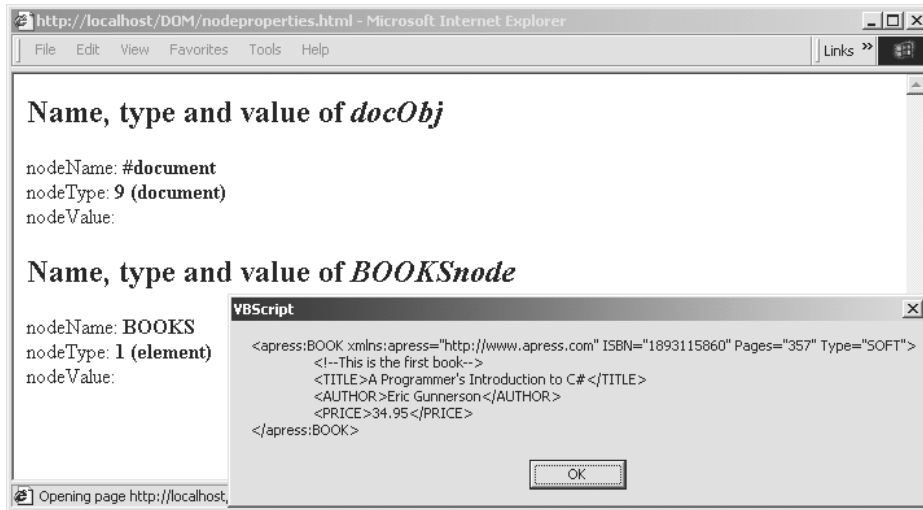 http://localhost/DOM/nodeproperties.html - Microsoft Internet Explorer
File Edit View Favorites Tools Help
Links »
Name, type and value of docObj
nodeName: #document
nodeType: 9 (document)
nodeValue:
Name, type and value of BOOKSnode
nodeName: BOOKS
nodeType: 1 (element)
nodeValue:
VBScript
<apress:BOOK xmlns:apress="http://www.apress.com" ISBN="1893115860" Pages="357" Type="SOFT">
<!--This is the first book-->
<TITLE>A Programmer's Introduction to C#</TITLE>
<AUTHOR>Eric Gunnerson</AUTHOR>
<PRICE>34.95</PRICE>
</apress:BOOK>
OK
Opening page http://localhost,